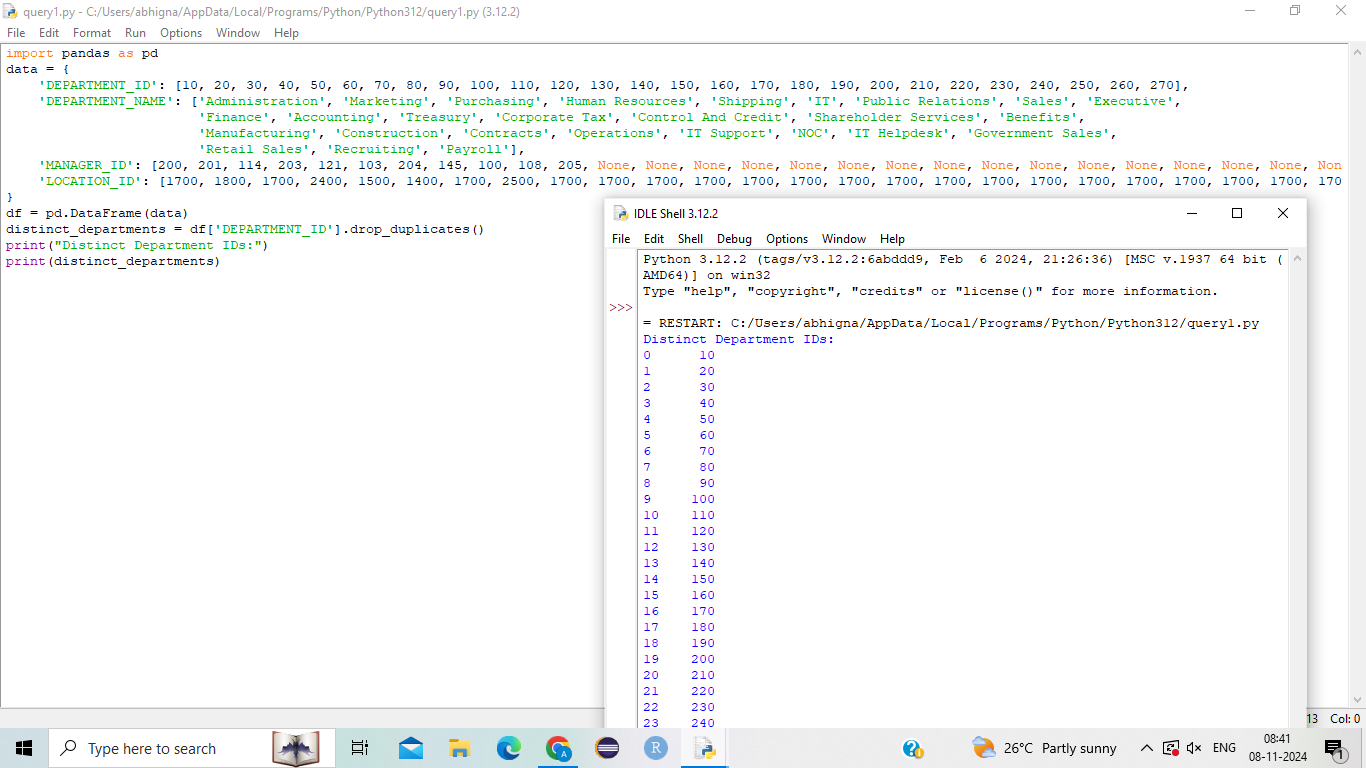 query1.py - C:/Users/abhigna/AppData/Local/Programs/Python/Python312/query1.py (3.12.2)
File Edit Format Run Options Window Help
import pandas as pd
data = {
    'DEPARTMENT_ID': [10, 20, 30, 40, 50, 60, 70, 80, 90, 100, 110, 120, 130, 140, 150, 160, 170, 180, 190, 200, 210, 220, 230, 240, 250, 260, 270],
    'DEPARTMENT_NAME': ['Administration', 'Marketing', 'Purchasing', 'Human Resources', 'Shipping', 'IT', 'Public Relations', 'Sales', 'Executive',
                        'Finance', 'Accounting', 'Treasury', 'Corporate Tax', 'Control And Credit', 'Shareholder Services', 'Benefits',
                        'Manufacturing', 'Construction', 'Contracts', 'Operations', 'IT Support', 'NOC', 'IT Helpdesk', 'Government Sales',
                        'Retail Sales', 'Recruiting', 'Payroll'],
    'MANAGER_ID': [200, 201, 114, 203, 121, 103, 204, 145, 100, 108, 205, None, None, None, None, None, None, None, None, None, None, None, None, None, None, None, Non
    'LOCATION_ID': [1700, 1800, 1700, 2400, 1500, 1400, 1700, 2500, 1700, 1700, 1700, 1700, 1700, 1700, 1700, 1700, 1700, 1700, 1700, 1700, 1700, 1700, 1700, 1700, 170
}
df = pd.DataFrame(data)
distinct_departments = df['DEPARTMENT_ID'].drop_duplicates()
print("Distinct Department IDs:")
print(distinct_departments)
IDLE Shell 3.12.2
File Edit Shell Debug Options Window Help
Python 3.12.2 (tags/v3.12.2:6abddd9, Feb  6 2024, 21:26:36) [MSC v.1937 64 bit (
AMD64)] on win32
Type "help", "copyright", "credits" or "license()" for more information.
>>>
= RESTART: C:/Users/abhigna/AppData/Local/Programs/Python/Python312/query1.py
Distinct Department IDs:
0      10
1      20
2      30
3      40
4      50
5      60
6      70
7      80
8      90
9     100
10    110
11    120
12    130
13    140
14    150
15    160
16    170
17    180
18    190
19    200
20    210
21    220
22    230
23    240
13 Col: 0
Type here to search
R
26°C Partly sunny
ENG
08:41
08-11-2024
1